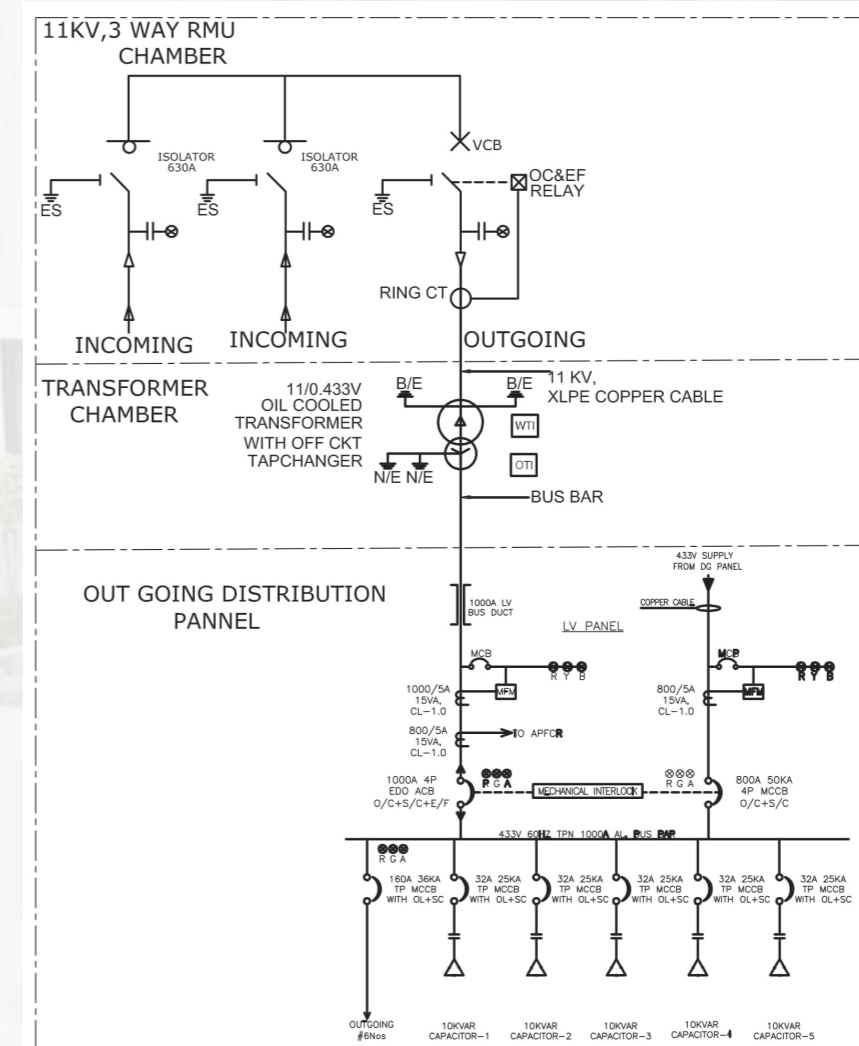 11KV,3 WAY RMU
CHAMBER
ISOLATOR
630A
ES
ISOLATOR
630A
ES
VCB
OC&EF
RELAY
ES
RING CT
INCOMING
INCOMING
OUTGOING
TRANSFORMER
CHAMBER
11/0.433V
OIL COOLED
TRANSFORMER
WITH OFF CKT
TAPCHANGER
B/E
B/E
11 KV,
XLPE COPPER CABLE
WTI
OTI
N/E N/E
BUS BAR
OUT GOING DISTRIBUTION
PANNEL
433V SUPPLY
FROM DG PANEL
1000A LV
BUS DUCT
LV PANEL
COPPER CABLE
MCB
R Y B
MFM
1000/5A
15VA,
CL-1.0
MCB
R Y B
MFM
800/5A
15VA,
CL-1.0
800/5A
15VA,
CL-1.0
TO APFCR
1000A 4P
EDO ACB
O/C+S/C+E/F
R G A
MECHANICAL INTERLOCK
R G A
800A 50KA
4P MCCB
O/C+S/C
433V 60HZ TPN 1000A AL. BUS BAR
R G A
160A 36KA
TP MCCB
WITH OL+SC
32A 25KA
TP MCCB
WITH OL+SC
32A 25KA
TP MCCB
WITH OL+SC
32A 25KA
TP MCCB
WITH OL+SC
32A 25KA
TP MCCB
WITH OL+SC
32A 25KA
TP MCCB
WITH OL+SC
OUTGOING
#6Nos
10KVAR
CAPACITOR-1
10KVAR
CAPACITOR-2
10KVAR
CAPACITOR-3
10KVAR
CAPACITOR-4
10KVAR
CAPACITOR-5